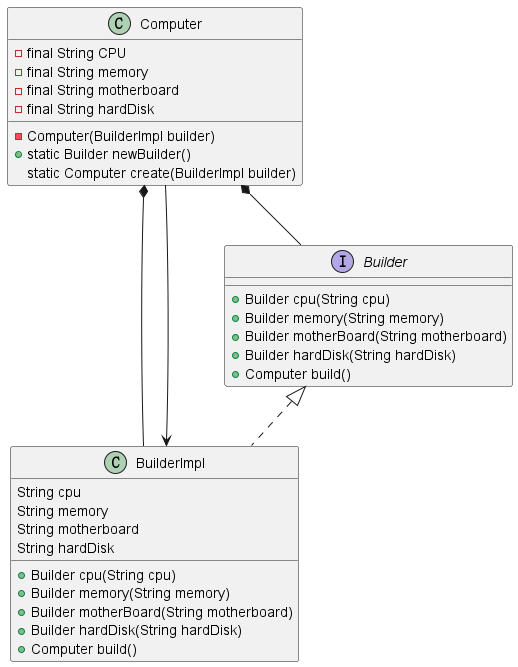 C Computer
final String CPU
final String memory
final String motherboard
final String hardDisk
Computer(BuilderImpl builder)
static Builder newBuilder()
static Computer create(BuilderImpl builder)
I Builder
Builder cpu(String cpu)
Builder memory(String memory)
Builder motherBoard(String motherboard)
Builder hardDisk(String hardDisk)
Computer build()
C BuilderImpl
String cpu
String memory
String motherboard
String hardDisk
Builder cpu(String cpu)
Builder memory(String memory)
Builder motherBoard(String motherboard)
Builder hardDisk(String hardDisk)
Computer build()